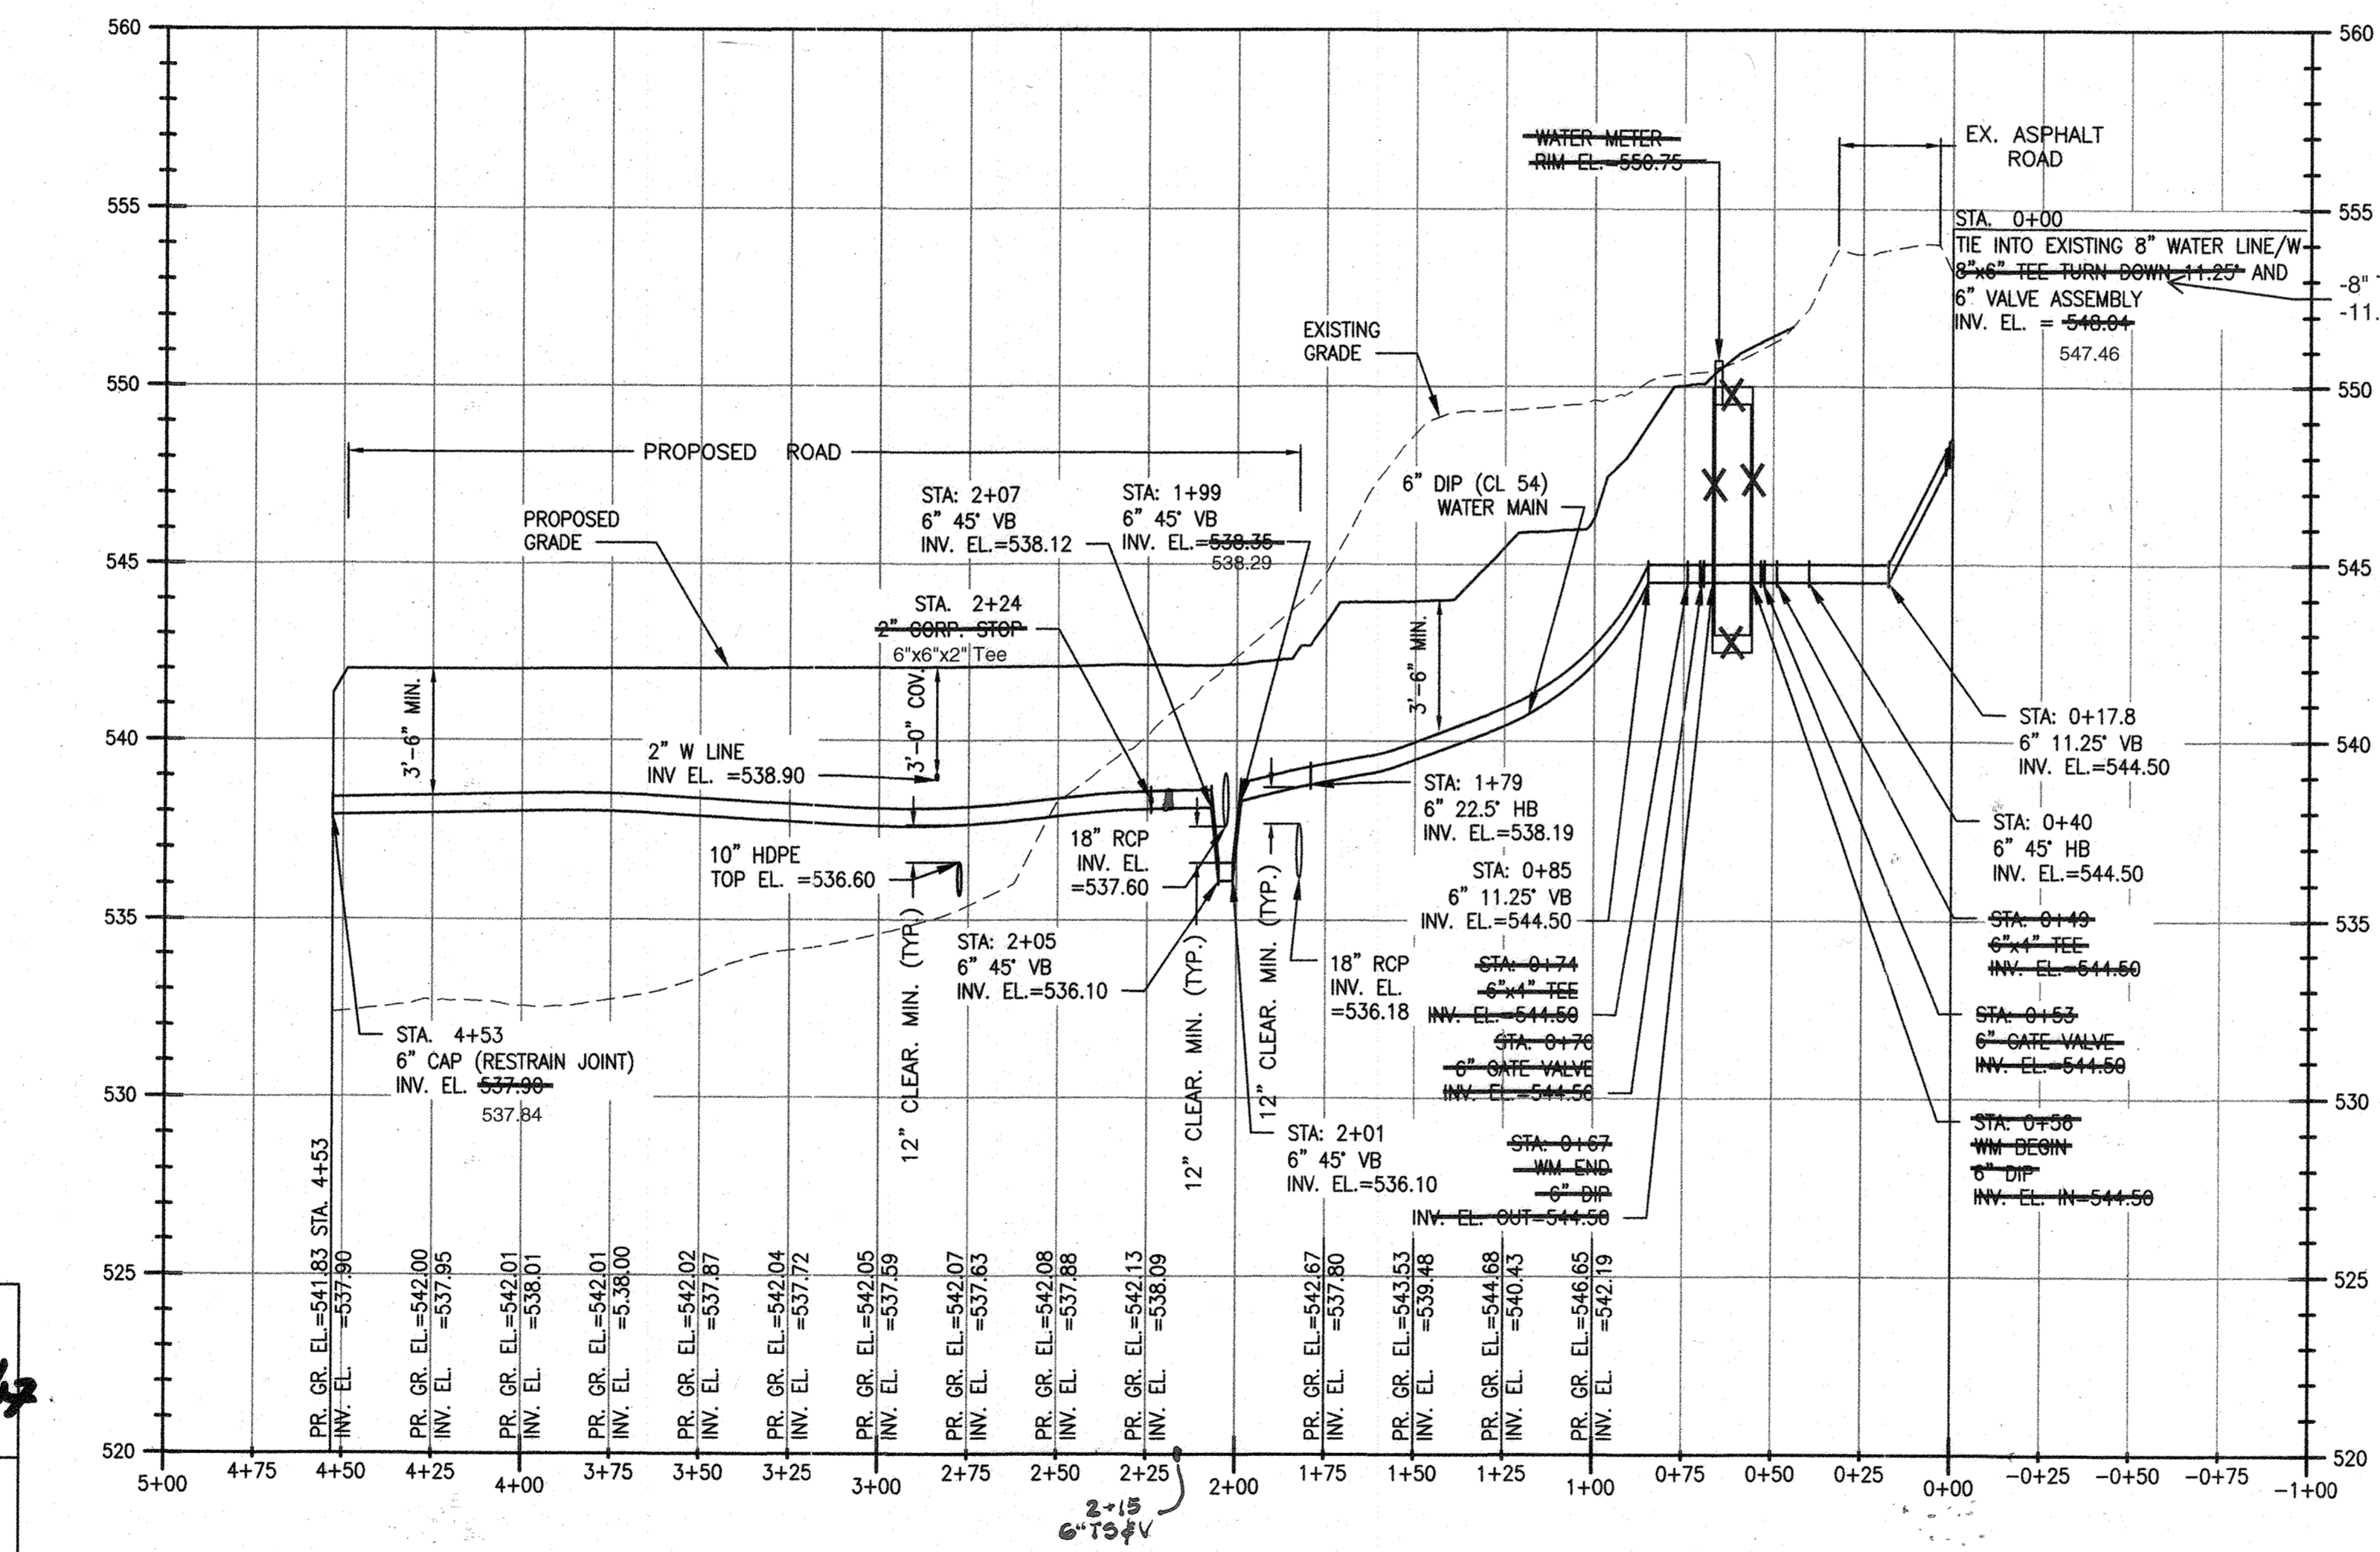 560
555
550
545
540
535
530
525
520
560
555
550
545
540
535
530
525
520
WATER METER
RIM EL.=550.75
EX. ASPHALT
ROAD
STA. 0+00
TIE INTO EXISTING 8" WATER LINE/W
8"x6" TEE TURN DOWN 11.25° AND
6" VALVE ASSEMBLY
INV. EL. = 548.04
547.46
-8"
-11.
EXISTING
GRADE
PROPOSED ROAD
PROPOSED
GRADE
STA: 2+07
6" 45° VB
INV. EL.=538.12
STA: 1+99
6" 45° VB
INV. EL.=538.35
538.29
6" DIP (CL 54)
WATER MAIN
STA. 2+24
2" CORP. STOP
6"x6"x2" Tee
3'-6" MIN.
3'-0" COV.
3'-6" MIN.
2" W LINE
INV EL. =538.90
10" HDPE
TOP EL. =536.60
18" RCP
INV. EL.
=537.60
STA: 2+05
6" 45° VB
INV. EL.=536.10
12" CLEAR. MIN. (TYP.)
12" CLEAR. MIN. (TYP.)
12" CLEAR. MIN. (TYP.)
18" RCP
INV. EL.
=536.18
STA: 1+79
6" 22.5° HB
INV. EL.=538.19
STA: 0+85
6" 11.25° VB
INV. EL.=544.50
STA: 0+74
6"x4" TEE
INV. EL.=544.50
STA: 0+70
6" GATE VALVE
INV. EL=544.50
STA: 0+67
WM END
6" DIP
INV. EL. OUT=544.50
STA: 2+01
6" 45° VB
INV. EL.=536.10
STA: 0+17.8
6" 11.25° VB
INV. EL.=544.50
STA: 0+40
6" 45° HB
INV. EL.=544.50
STA: 0+49
6"x4" TEE
INV. EL.=544.50
STA: 0+53
6" GATE VALVE
INV. EL.=544.50
STA: 0+56
WM BEGIN
6" DIP
INV. EL. IN=544.50
STA. 4+53
6" CAP (RESTRAIN JOINT)
INV. EL. 537.90
537.84
PR. GR. EL.=541.83 STA. 4+53
INV. EL. =537.90
PR. GR. EL.=542.00
INV. EL. =537.95
PR. GR. EL.=542.01
INV. EL. =538.01
PR. GR. EL.=542.01
INV. EL. =5.38.00
PR. GR. EL.=542.02
INV. EL. =537.87
PR. GR. EL.=542.04
INV. EL. =537.72
PR. GR. EL.=542.05
INV. EL. =537.59
PR. GR. EL.=542.07
INV. EL. =537.63
PR. GR. EL.=542.08
INV. EL. =537.88
PR. GR. EL.=542.13
INV. EL. =538.09
PR. GR. EL.=542.67
INV. EL. =537.80
PR. GR. EL.=543.53
INV. EL. =539.48
PR. GR. EL.=544.68
INV. EL. =540.43
PR. GR. EL.=546.65
INV. EL. =542.19
5+00 4+75 4+50 4+25 4+00 3+75 3+50 3+25 3+00 2+75 2+50 2+25 2+00 1+75 1+50 1+25 1+00 0+75 0+50 0+25 0+00 -0+25 -0+50 -0+75 -1+00
2+15
6" TS&V